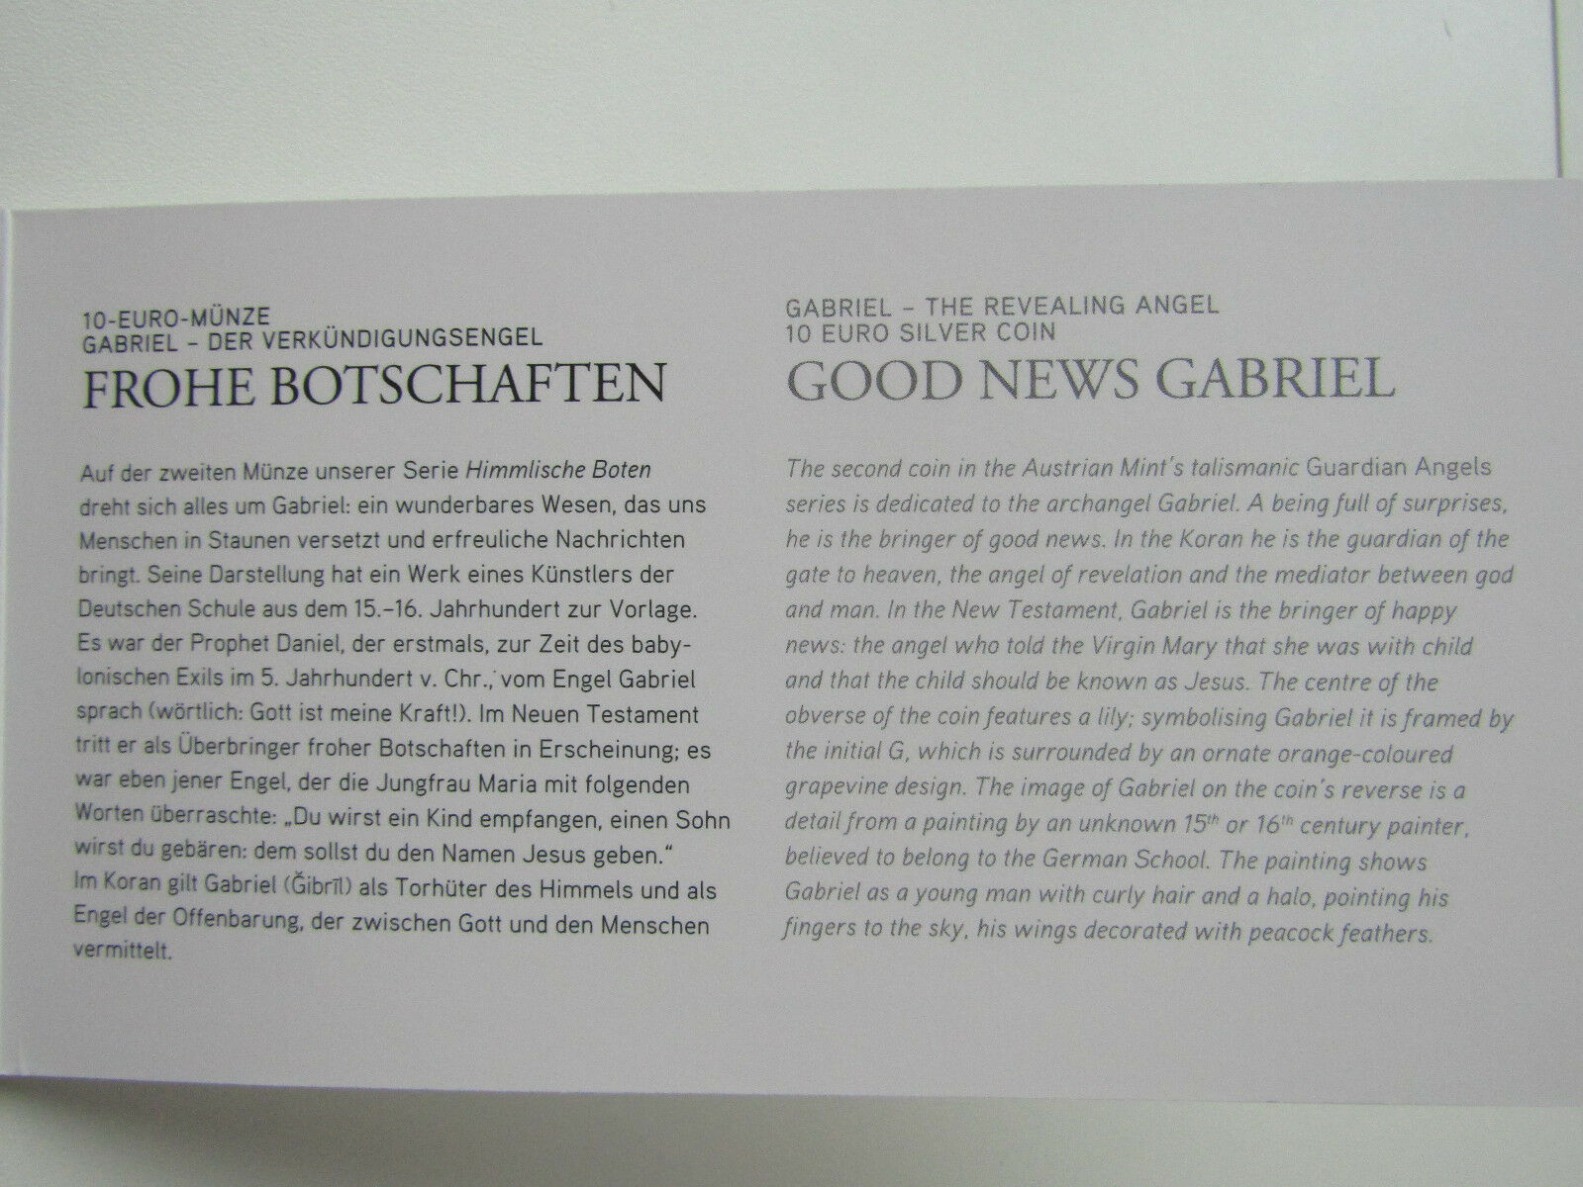 10-EURO-MÜNZE
GABRIEL – DER VERKÜNDIGUNGSENGEL
FROHE BOTSCHAFTEN
Auf der zweiten Münze unserer Serie Himmlische Boten
dreht sich alles um Gabriel: ein wunderbares Wesen, das uns
Menschen in Staunen versetzt und erfreuliche Nachrichten
bringt. Seine Darstellung hat ein Werk eines Künstlers der
Deutschen Schule aus dem 15.–16. Jahrhundert zur Vorlage.
Es war der Prophet Daniel, der erstmals, zur Zeit des baby-
lonischen Exils im 5. Jahrhundert v. Chr., vom Engel Gabriel
sprach (wörtlich: Gott ist meine Kraft!). Im Neuen Testament
tritt er als Überbringer froher Botschaften in Erscheinung; es
war eben jener Engel, der die Jungfrau Maria mit folgenden
Worten überraschte: „Du wirst ein Kind empfangen, einen Sohn
wirst du gebären: dem sollst du den Namen Jesus geben.“
Im Koran gilt Gabriel (Ǧibrīl) als Torhüter des Himmels und als
Engel der Offenbarung, der zwischen Gott und den Menschen
vermittelt.
GABRIEL – THE REVEALING ANGEL
10 EURO SILVER COIN
GOOD NEWS GABRIEL
The second coin in the Austrian Mint's talismanic Guardian Angels
series is dedicated to the archangel Gabriel. A being full of surprises,
he is the bringer of good news. In the Koran he is the guardian of the
gate to heaven, the angel of revelation and the mediator between god
and man. In the New Testament, Gabriel is the bringer of happy
news: the angel who told the Virgin Mary that she was with child
and that the child should be known as Jesus. The centre of the
obverse of the coin features a lily; symbolising Gabriel it is framed by
the initial G, which is surrounded by an ornate orange-coloured
grapevine design. The image of Gabriel on the coin's reverse is a
detail from a painting by an unknown 15th or 16th century painter,
believed to belong to the German School. The painting shows
Gabriel as a young man with curly hair and a halo, pointing his
fingers to the sky, his wings decorated with peacock feathers.